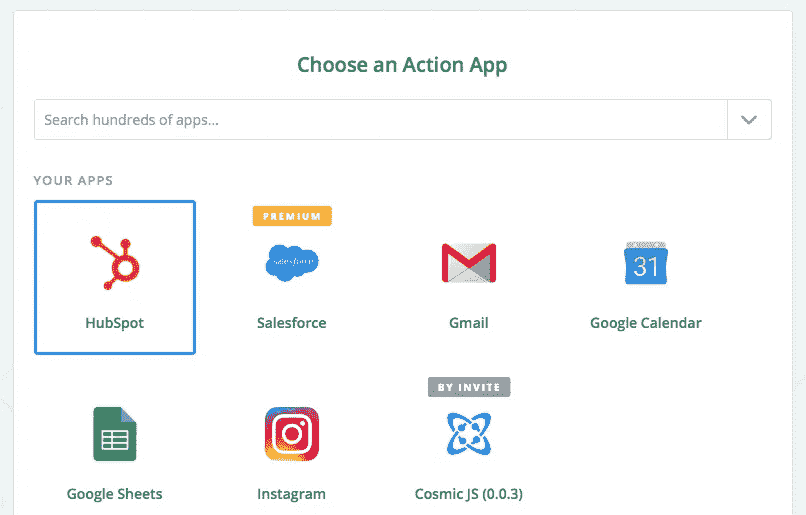 Choose an Action App
Search hundreds of apps...
YOUR APPS
PREMIUM
salesforce
31
HubSpot
Salesforce
Gmail
Google Calendar
BY INVITE
Google Sheets
Instagram
Cosmic JS (0.0.3)